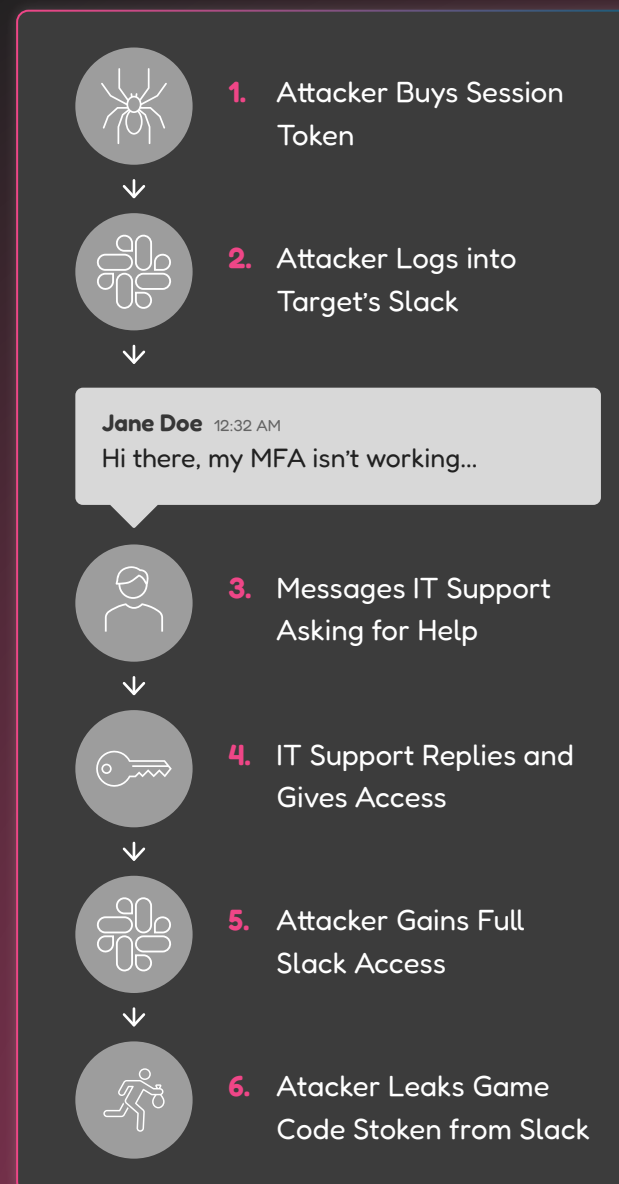 1. Attacker Buys Session
Token
2. Attacker Logs into
Target's Slack
Jane Doe 12:32 AM
Hi there, my MFA isn't working...
3. Messages IT Support
Asking for Help
4. IT Support Replies and
Gives Access
5. Attacker Gains Full
Slack Access
6. Atacker Leaks Game
Code Stoken from Slack